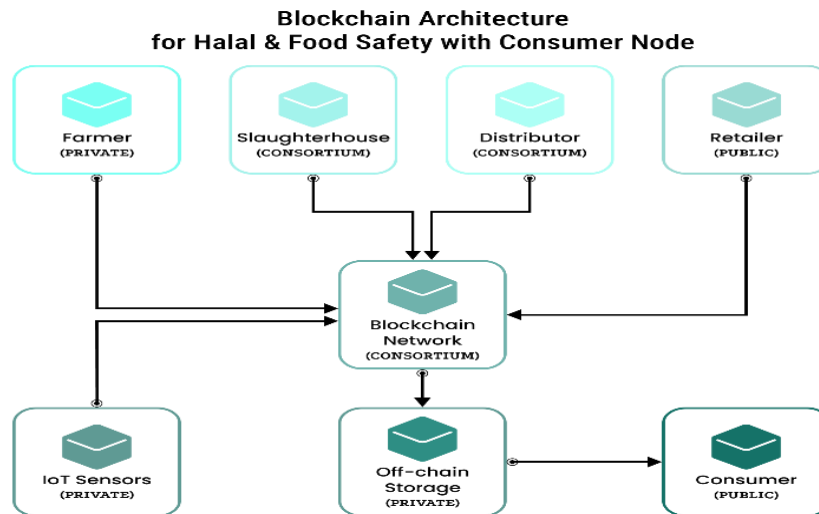 Blockchain Architecture
for Halal & Food Safety with Consumer Node
Farmer
(PRIVATE)
Slaughterhouse
(CONSORTIUM)
Distributor
(CONSORTIUM)
Retailer
(PUBLIC)
Blockchain
Network
(CONSORTIUM)
IoT Sensors
(PRIVATE)
Off-chain
Storage
(PRIVATE)
Consumer
(PUBLIC)